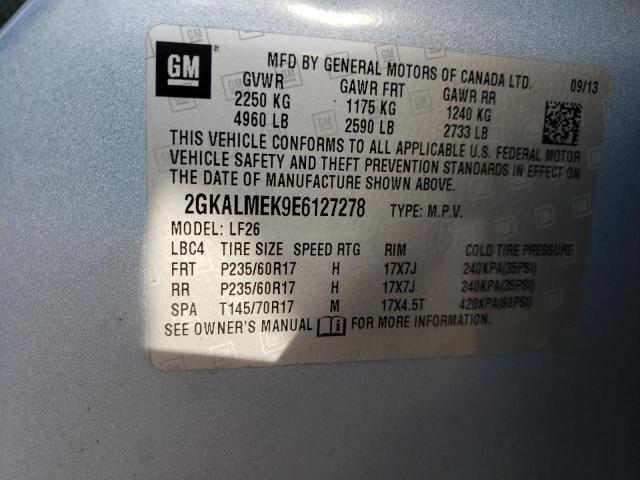 GM
MFD BY GENERAL MOTORS OF CANADA LTD. 09/13
GVWR GAWR FRT GAWR RR
2250 KG 1175 KG 1240 KG
4960 LB 2590 LB 2733 LB
THIS VEHICLE CONFORMS TO ALL APPLICABLE U.S. FEDERAL MOTOR
VEHICLE SAFETY AND THEFT PREVENTION STANDARDS IN EFFECT ON
THE DATE OF MANUFACTURE SHOWN ABOVE.
2GKALMEK9E6127278 TYPE: M.P.V.
MODEL: LF26
LBC4 TIRE SIZE SPEED RTG RIM COLD TIRE PRESSURE
FRT P235/60R17 H 17X7J 240KPA(35PSI)
RR P235/60R17 H 17X7J 240KPA(35PSI)
SPA T145/70R17 M 17X4.5T 420KPA(60PSI)
SEE OWNER'S MANUAL FOR MORE INFORMATION.